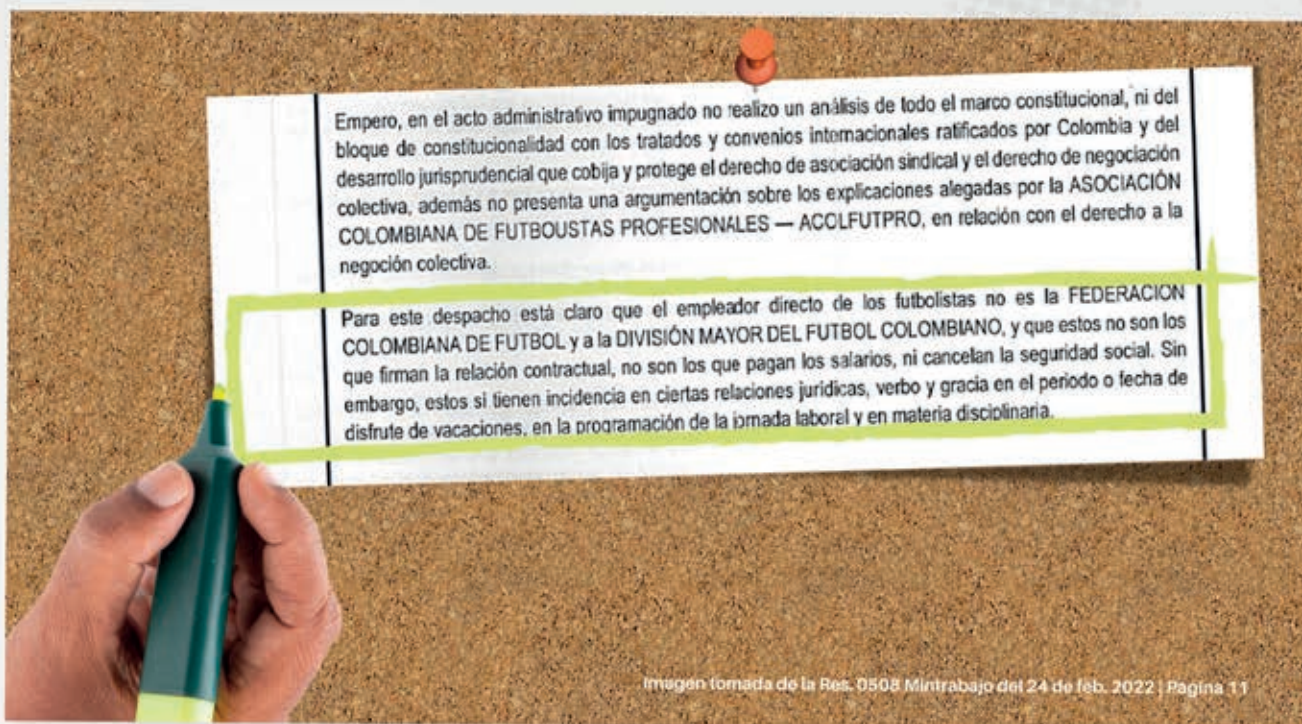 Empero, en el acto administrativo impugnado no realizo un análisis de todo el marco constitucional, ni del
bloque de constitucionalidad con los tratados y convenios internacionales ratificados por Colombia y del
desarrollo jurisprudencial que cobija y protege el derecho de asociación sindical y el derecho de negociación
colectiva, además no presenta una argumentación sobre los explicaciones alegadas por la ASOCIACIÓN
COLOMBIANA DE FUTBOUSTAS PROFESIONALES — ACOLFUTPRO, en relación con el derecho a la
negoción colectiva.
Para este despacho está claro que el empleador directo de los futbolistas no es la FEDERACION
COLOMBIANA DE FUTBOL y a la DIVISIÓN MAYOR DEL FUTBOL COLOMBIANO, y que estos no son los
que firman la relación contractual, no son los que pagan los salarios, ni cancelan la seguridad social. Sin
embargo, estos si tienen incidencia en ciertas relaciones jurídicas, verbo y gracia en el periodo o fecha de
disfrute de vacaciones, en la programación de la jornada laboral y en materia disciplinaria.
Imagen tomada de la Res. 0508 Mintrabajo del 24 de feb. 2022 | Pagina 11